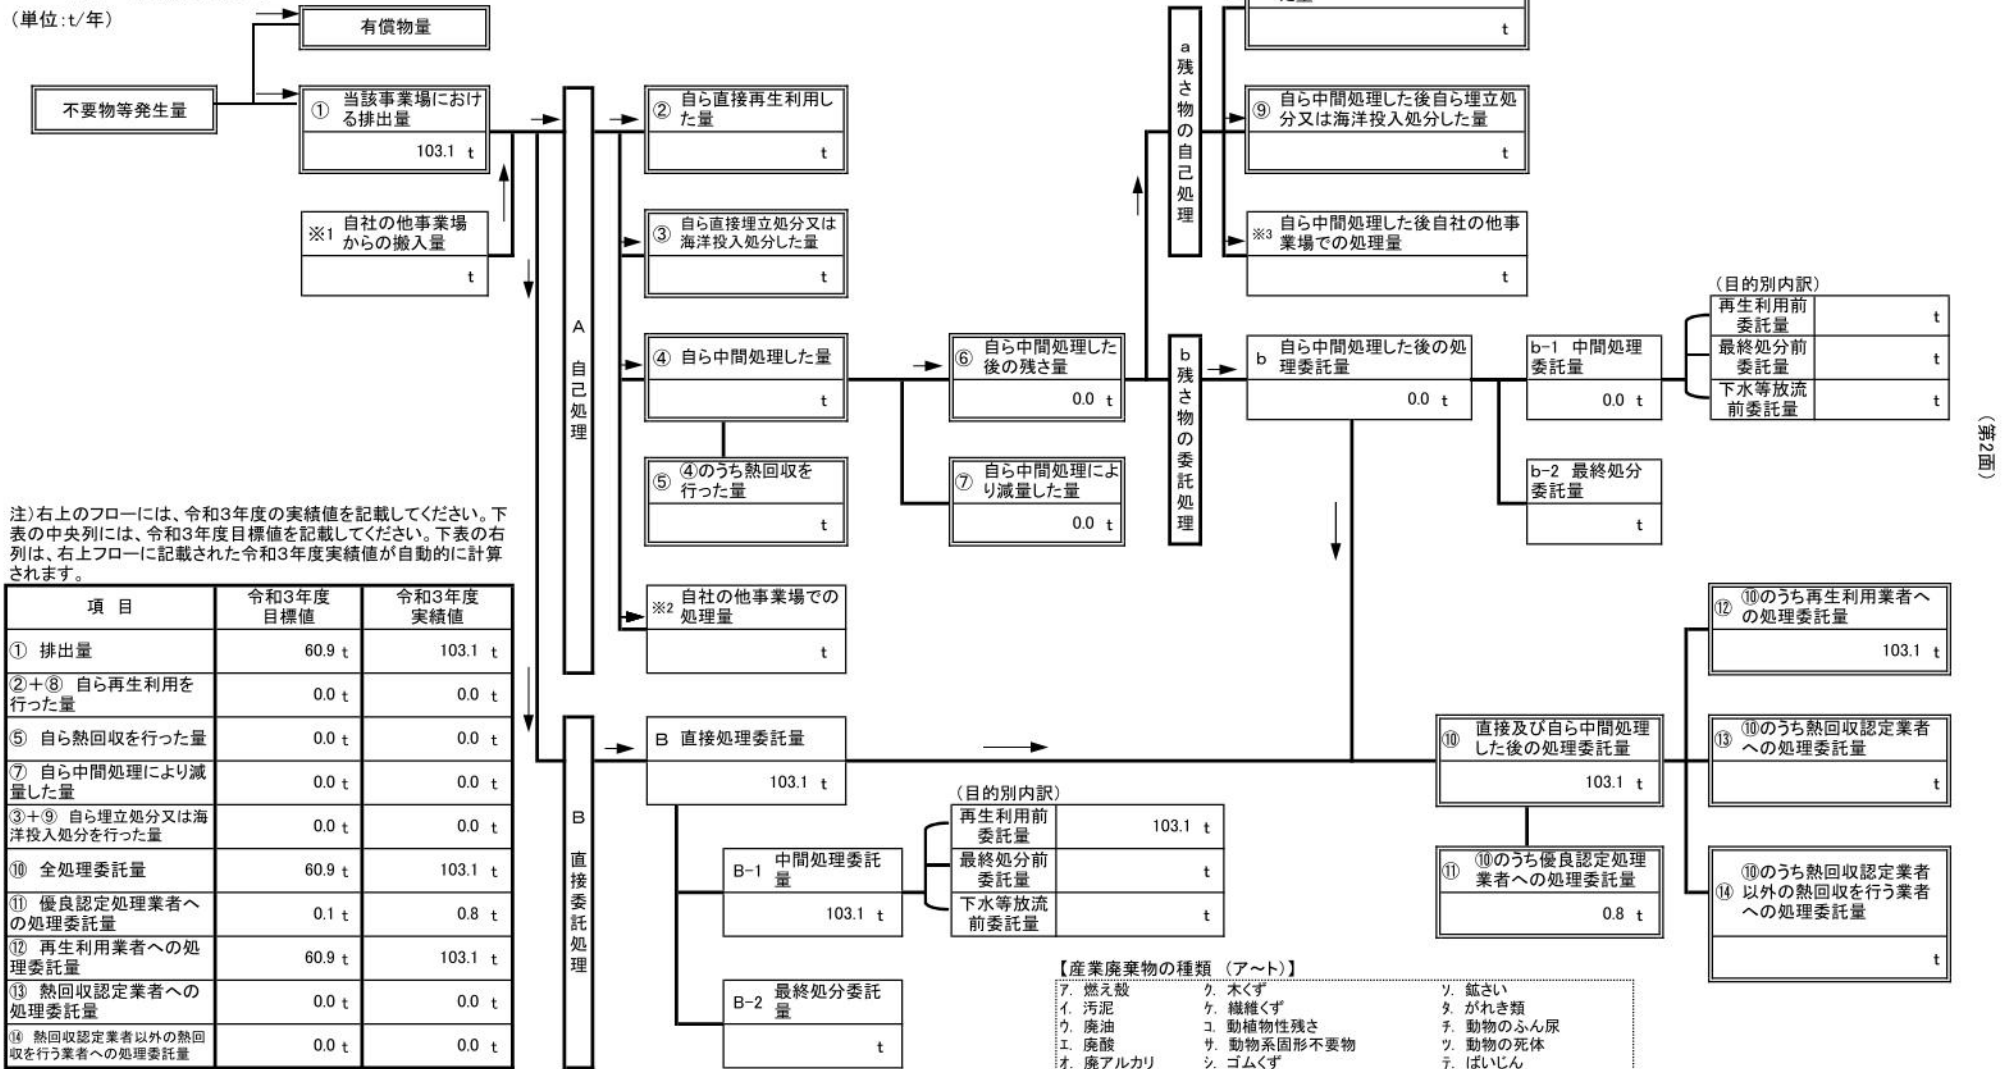 (単位:t/年)
有償物量
不要物等発生量
① 当該事業場におけ
る排出量
103.1 t
※1 自社の他事業場
からの搬入量
t
A 自己処理
② 自ら直接再生利用し
た量
t
③ 自ら直接埋立処分又は
海洋投入処分した量
t
④ 自ら中間処理した量
t
⑤ ④のうち熱回収を
行った量
t
※2 自社の他事業場での
処理量
t
⑥ 自ら中間処理した
後の残さ量
0.0 t
⑦ 自ら中間処理によ
り減量した量
0.0 t
a 残さ物の自己処理
t
⑨ 自ら中間処理した後自ら埋立処
分又は海洋投入処分した量
t
※3 自ら中間処理した後自社の他事
業場での処理量
t
b 残さ物の委託処理
b 自ら中間処理した後の処
理委託量
0.0 t
b-1 中間処理
委託量
0.0 t
b-2 最終処分
委託量
t
(目的別内訳)
再生利用前
委託量
t
最終処分前
委託量
t
下水等放流
前委託量
t
(第2面)
注)右上のフローには、令和3年度の実績値を記載してください。下
表の中央列には、令和3年度目標値を記載してください。下表の右
列は、右上フローに記載された令和3年度実績値が自動的に計算
されます。
項 目
令和3年度
目標値
令和3年度
実績値
① 排出量 60.9 t 103.1 t
②+⑧ 自ら再生利用を
行った量 0.0 t 0.0 t
⑤ 自ら熱回収を行った量 0.0 t 0.0 t
⑦ 自ら中間処理により減
量した量 0.0 t 0.0 t
③+⑨ 自ら埋立処分又は海
洋投入処分を行った量 0.0 t 0.0 t
⑩ 全処理委託量 60.9 t 103.1 t
⑪ 優良認定処理業者へ
の処理委託量 0.1 t 0.8 t
⑫ 再生利用業者への処
理委託量 60.9 t 103.1 t
⑬ 熱回収認定業者への
処理委託量 0.0 t 0.0 t
⑭ 熱回収認定業者以外の熱回
収を行う業者への処理委託量 0.0 t 0.0 t
B 直接委託処理
B 直接処理委託量
103.1 t
B-1 中間処理委託
量
103.1 t
B-2 最終処分委託
量
t
(目的別内訳)
再生利用前
委託量
103.1 t
最終処分前
委託量
t
下水等放流
前委託量
t
⑩ 直接及び自ら中間処理
した後の処理委託量
103.1 t
⑪ ⑩のうち優良認定処理
業者への処理委託量
0.8 t
⑫ ⑩のうち再生利用業者へ
の処理委託量
103.1 t
⑬ ⑩のうち熱回収認定業者
への処理委託量
t
⑭ ⑩のうち熱回収認定業者
以外の熱回収を行う業者
への処理委託量
t
【産業廃棄物の種類 (ア~ト)】
ア. 燃え殻 ク. 木くず ソ. 鉱さい
イ. 汚泥 ケ. 繊維くず タ. がれき類
ウ. 廃油 コ. 動植物性残さ チ. 動物のふん尿
エ. 廃酸 サ. 動物系固形不要物 ツ. 動物の死体
オ. 廃アルカリ シ. ゴムくず テ. ばいじん